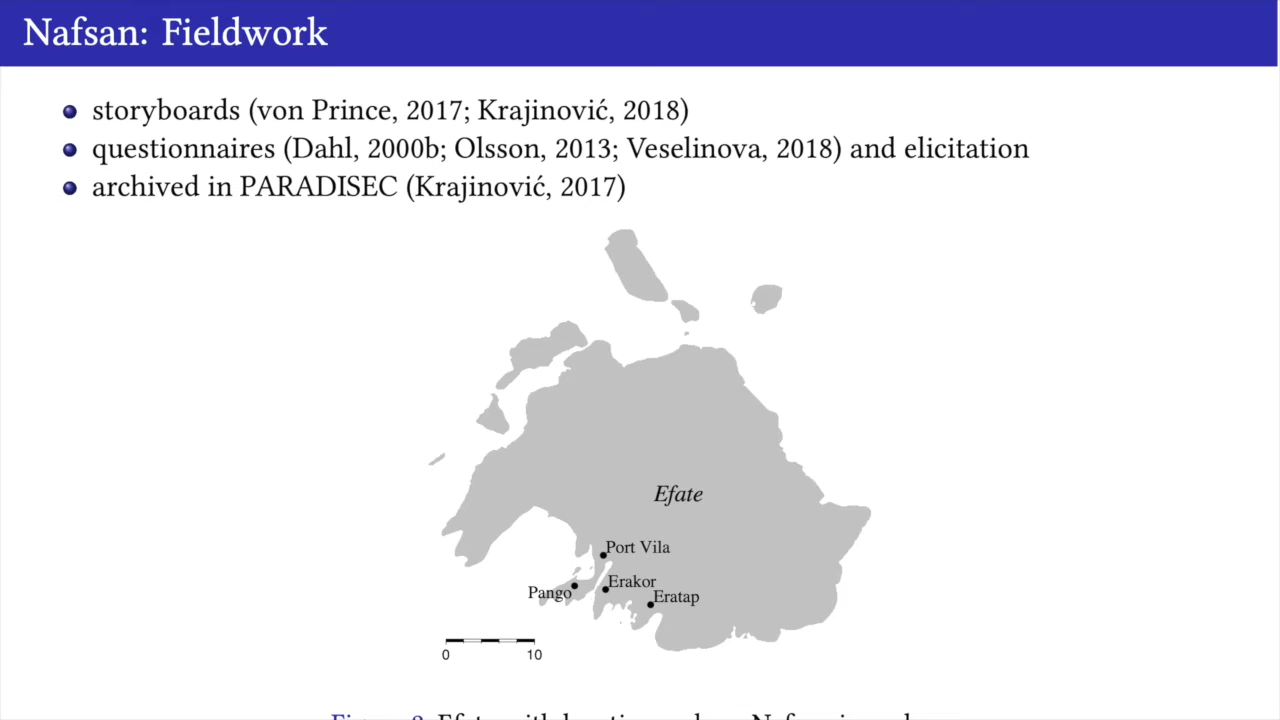 Nafsan: Fieldwork
storyboards (von Prince, 2017; Krajinović, 2018)
questionnaires (Dahl, 2000b; Olsson, 2013; Veselinova, 2018) and elicitation
archived in PARADISEC (Krajinović, 2017)
Efate
Port Vila
Erakor
Pango
Eratap
0 10